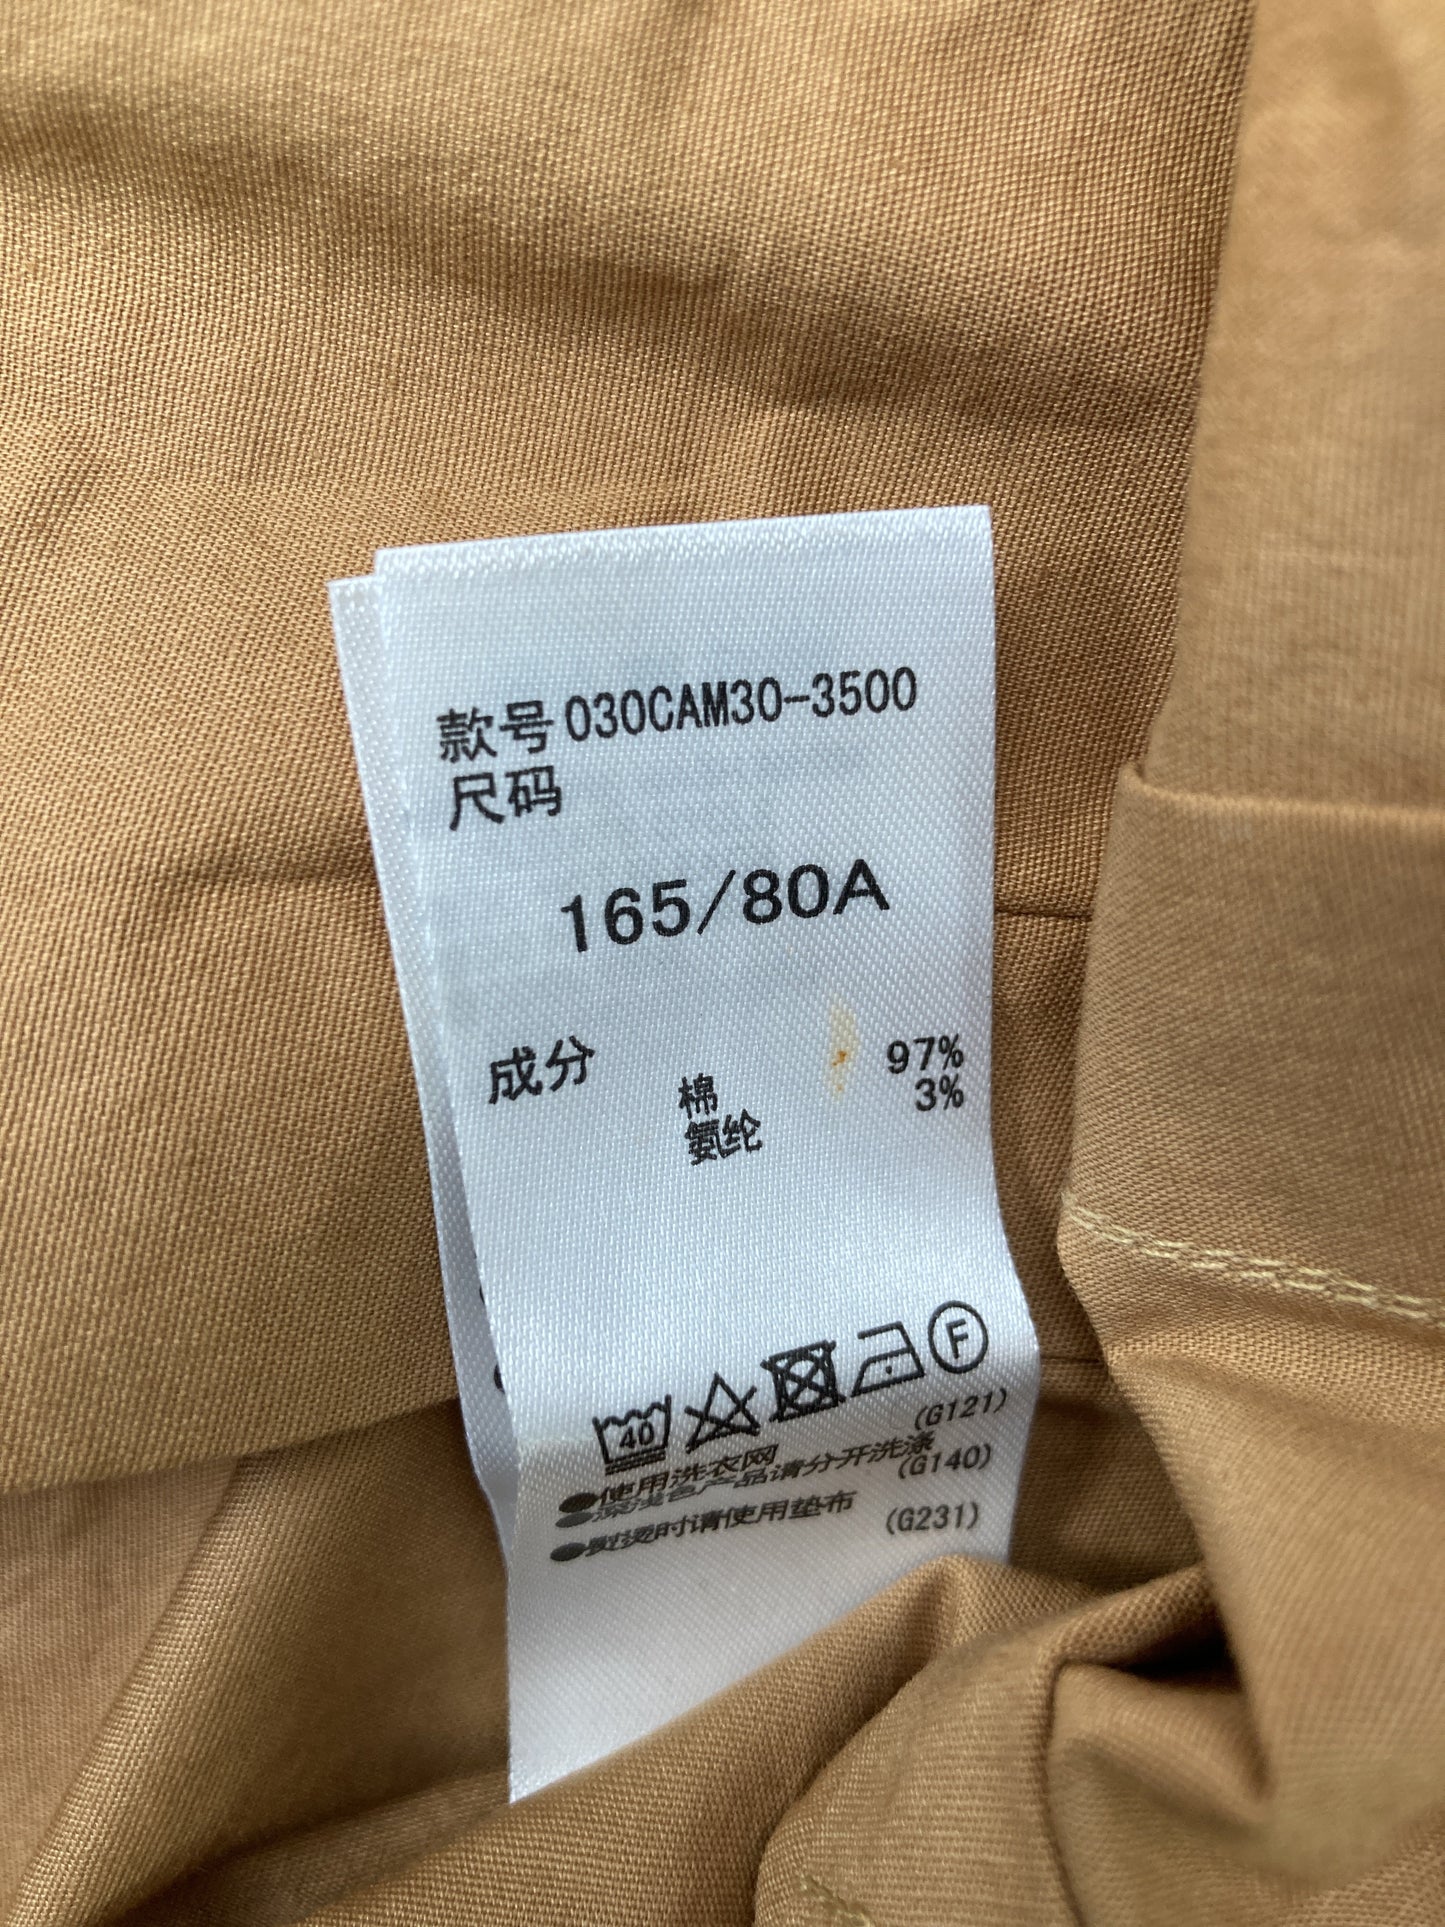 款号 030CAM30-3500
尺码
165/80A
成分
棉 97%
氨纶 3%
40 F
(G121)
●使用洗衣网
●深浅色产品请分开洗涤 (G140)
●熨烫时请使用垫布 (G231)